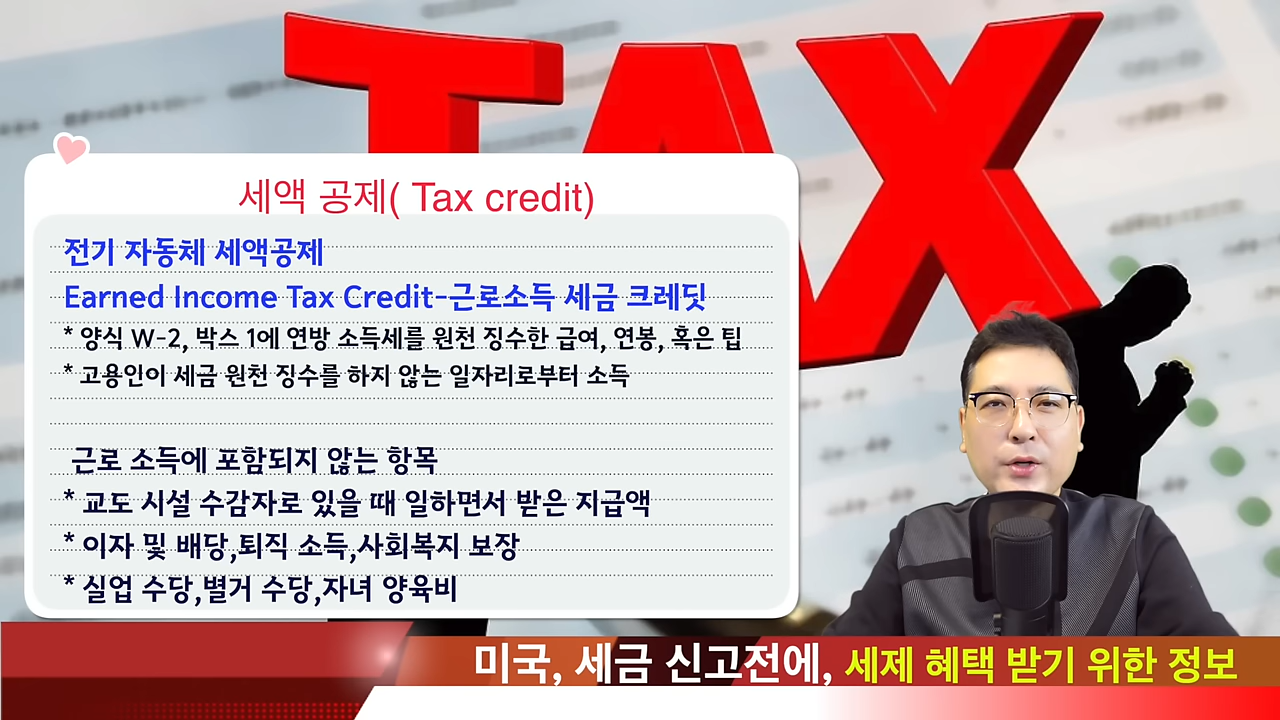 TAX
세액 공제( Tax credit)
전기 자동체 세액공제
Earned Income Tax Credit-근로소득 세금 크레딧
* 양식 W-2, 박스 1에 연방 소득세를 원천 징수한 급여, 연봉, 혹은 팁
* 고용인이 세금 원천 징수를 하지 않는 일자리로부터 소득
근로 소득에 포함되지 않는 항목
* 교도 시설 수감자로 있을 때 일하면서 받은 지급액
* 이자 및 배당,퇴직 소득,사회복지 보장
* 실업 수당,별거 수당,자녀 양육비
미국, 세금 신고전에, 세제 혜택 받기 위한 정보